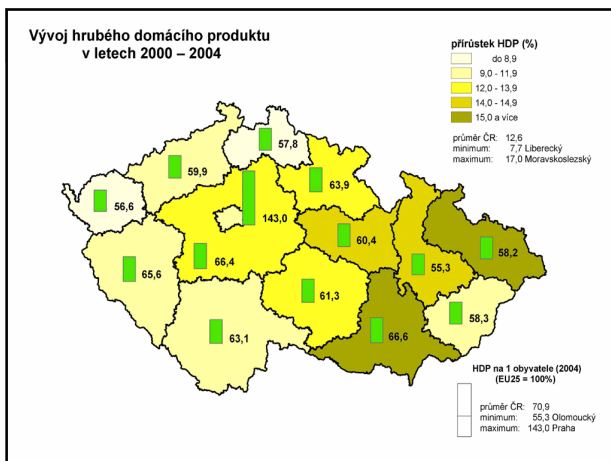 Vývoj hrubého domácího produktu
v letech 2000 – 2004
přírůstek HDP (%)
do 8,9
9,0 - 11,9
12,0 - 13,9
14,0 - 14,9
15,0 a více
průměr ČR: 12,6
minimum: 7,7 Liberecký
maximum: 17,0 Moravskoslezský
57,8
59,9
63,9
56,6
143,0
60,4
58,2
66,4
55,3
65,6
61,3
58,3
63,1
66,6
HDP na 1 obyvatele (2004)
(EU25 = 100%)
průměr ČR: 70,9
minimum: 55,3 Olomoucký
maximum: 143,0 Praha